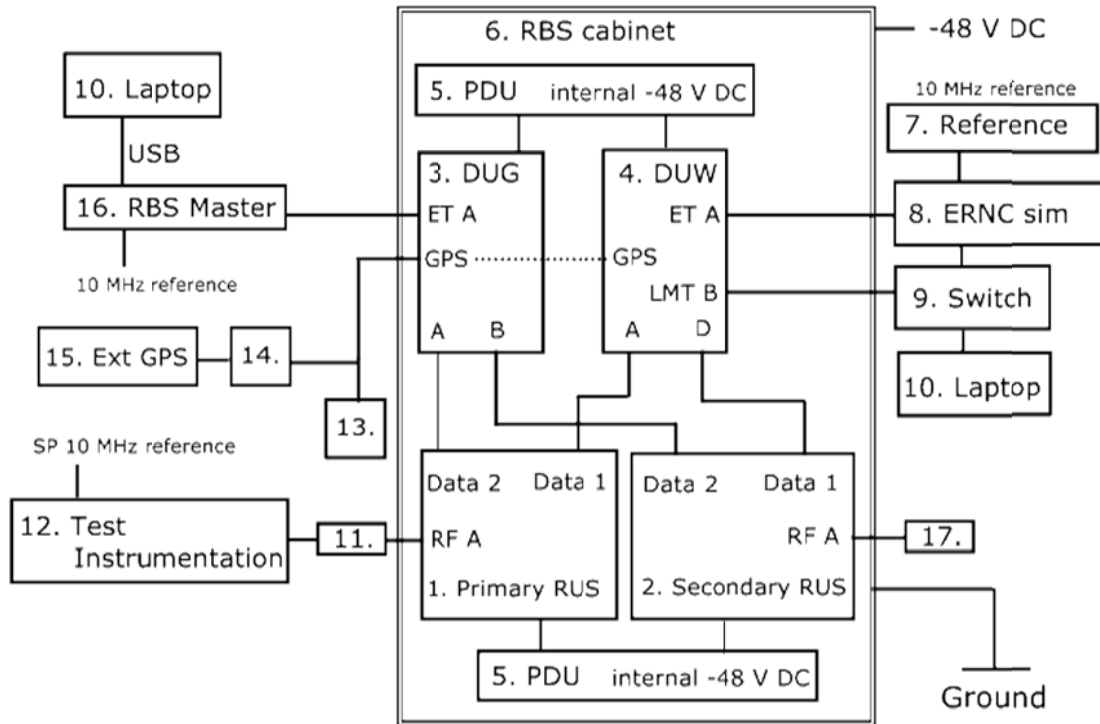 6. RBS cabinet
-48 V DC
10. Laptop
5. PDU internal -48 V DC
10 MHz reference
7. Reference
USB
3. DUG
4. DUW
16. RBS Master
ET A
ET A
8. ERNC sim
GPS
GPS
10 MHz reference
LMT B
9. Switch
A B
A D
15. Ext GPS
14.
10. Laptop
13.
SP 10 MHz reference
Data 2 Data 1
Data 2 Data 1
12. Test
Instrumentation
11.
RF A
RF A
17.
1. Primary RUS
2. Secondary RUS
5. PDU internal -48 V DC
Ground